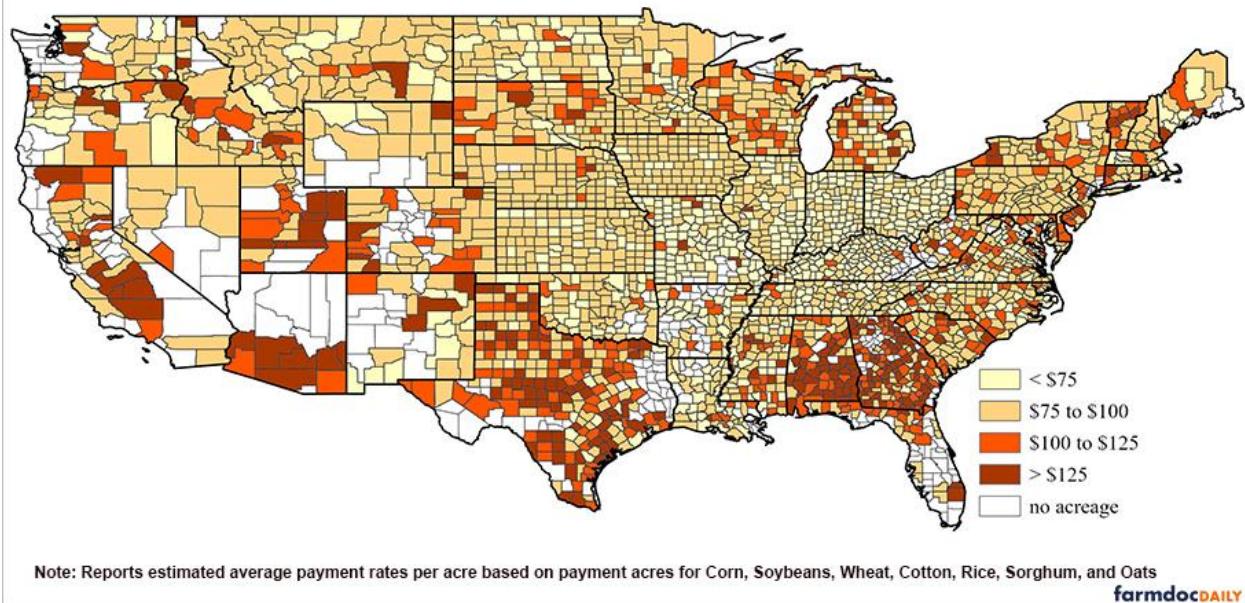 < $75
$75 to $100
$100 to $125
> $125
no acreage
Note: Reports estimated average payment rates per acre based on payment acres for Corn, Soybeans, Wheat, Cotton, Rice, Sorghum, and Oats
farmdocDAILY